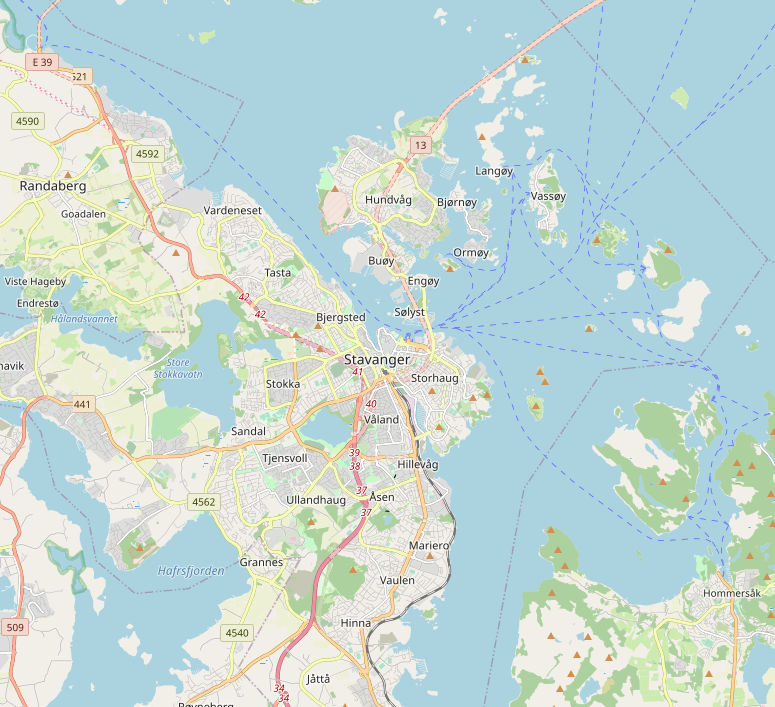 E 39
521
4590
13
4592
Langøy
Randaberg
Vassøy
Hundvåg
Bjørnøy
Goadalen
Vardeneset
Ormøy
Buøy
Tasta
Viste Hageby
Engøy
42
Endrestø
Sølyst
42
Hålandsvannet
Bjergsted
Stavanger
Store
Stokkavatn
41
Storhaug
Stokka
441
40
Våland
Sandal
39
Tjensvoll
Hillevåg
38
37
Ullandhaug
Åsen
4562
37
Mariero
Grannes
Hafrsfjorden
Vaulen
Hommersåk
509
Hinna
4540
Jåttå
34
34